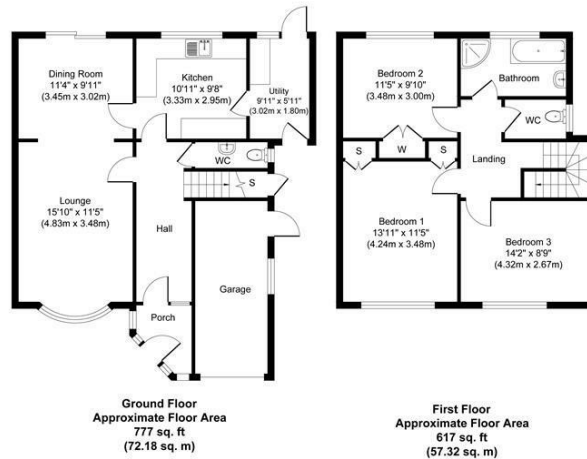 Dining Room
11'4" x 9'11"
(3.45m x 3.02m)
Kitchen
10'11" x 9'8"
(3.33m x 2.95m)
Utility
9'11" x 5'11"
(3.02m x 1.80m)
WC
S
Lounge
15'10" x 11'5"
(4.83m x 3.48m)
Hall
Garage
Porch
Ground Floor
Approximate Floor Area
777 sq. ft
(72.18 sq. m)
Bedroom 2
11'5" x 9'10"
(3.48m x 3.00m)
Bathroom
WC
S
W
S
Landing
Bedroom 1
13'11" x 11'5"
(4.24m x 3.48m)
Bedroom 3
14'2" x 8'9"
(4.32m x 2.67m)
First Floor
Approximate Floor Area
617 sq. ft
(57.32 sq. m)